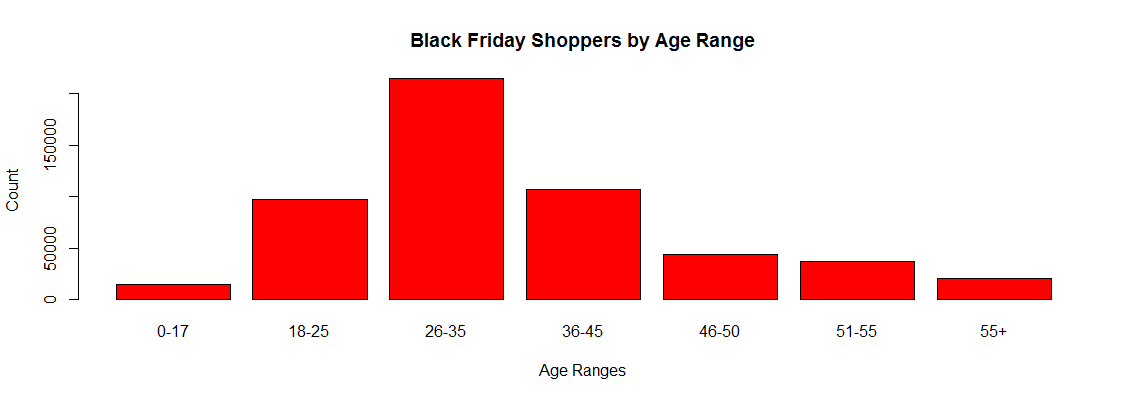 Black Friday Shoppers by Age Range
Count
150000
50000
0
0-17 18-25 26-35 36-45 46-50 51-55 55+
Age Ranges